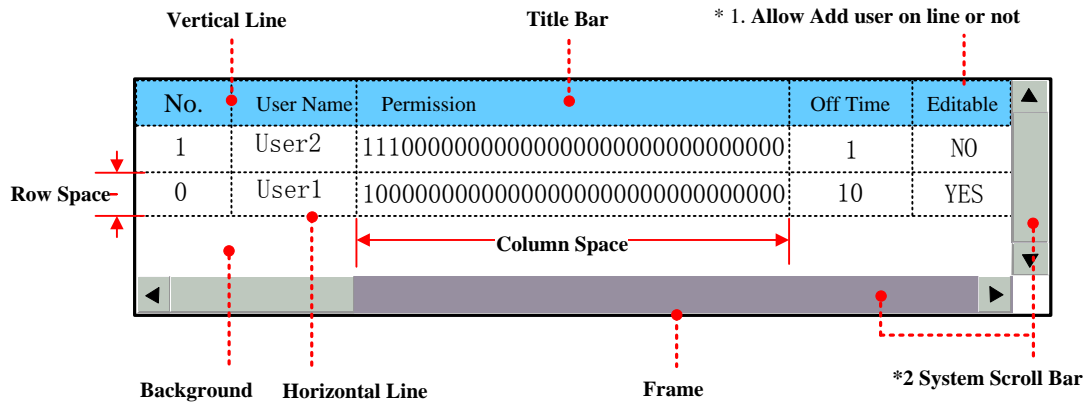 Vertical Line Title Bar * 1. Allow Add user on line or not
No. User Name Permission Off Time Editable
1 User2 11100000000000000000000000000000 1 NO
Row Space 0 User1 10000000000000000000000000000000 10 YES
Column Space
Background Horizontal Line Frame *2 System Scroll Bar